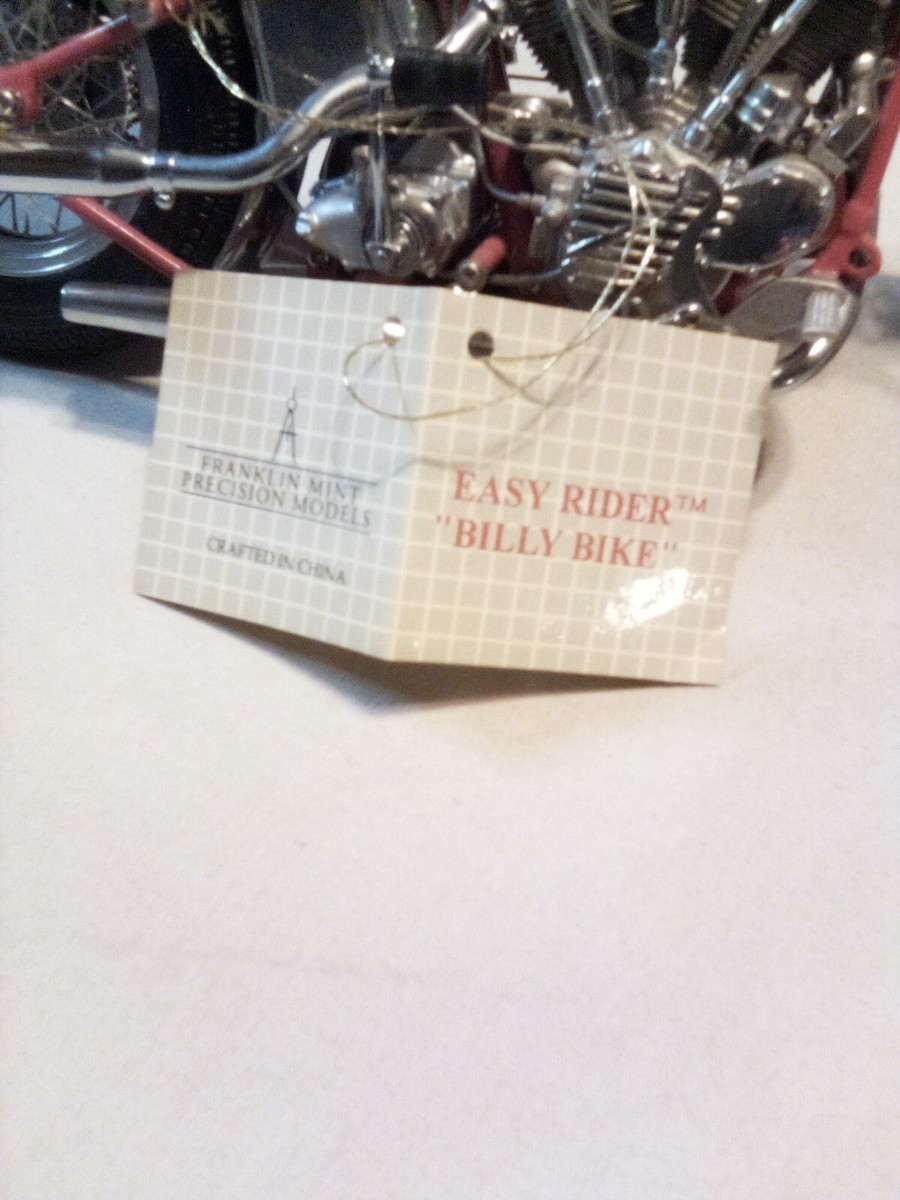 FRANKLIN MINT
PRECISION MODELS
CRAFTED IN CHINA
EASY RIDER™
"BILLY BIKE"